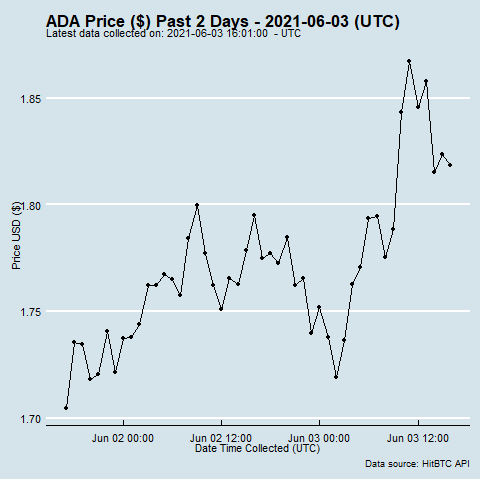 ADA Price ($) Past 2 Days - 2021-06-03 (UTC)
Latest data collected on: 2021-06-03 16:01:00  - UTC
1.85
1.80
1.75
1.70
Price USD ($)
Jun 02 00:00
Jun 02 12:00
Jun 03 00:00
Jun 03 12:00
Date Time Collected (UTC)
Data source: HitBTC API